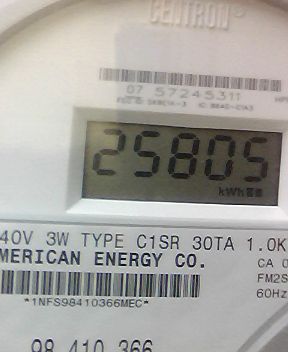 CENTRON
07 57245311
25805
kWh
40V 3W TYPE C1SR 30TA 1.0K
MERICAN ENERGY CO.
CA 0
FM2S
*1NFS98410366MEC*
60Hz
98 410 366